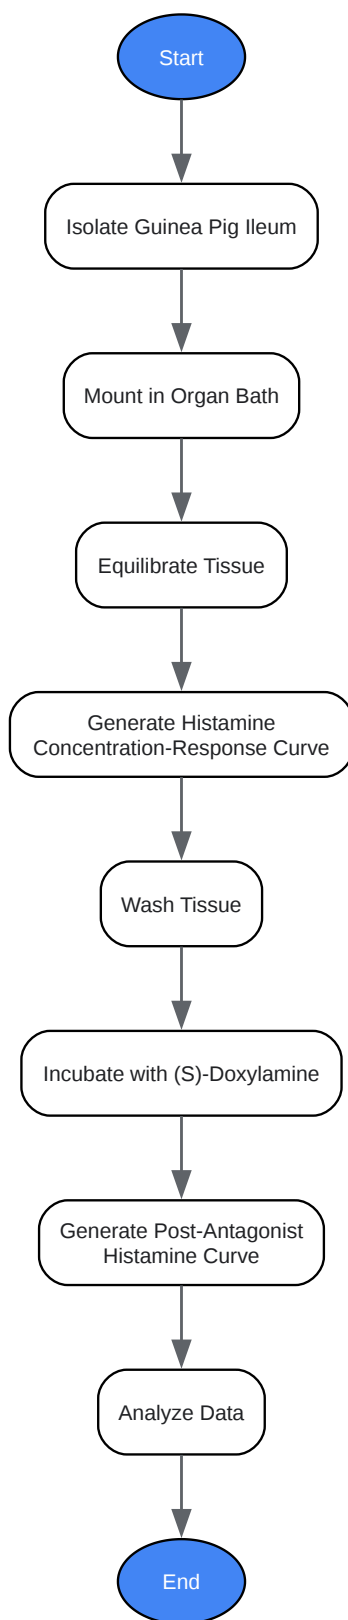 Start
Isolate Guinea Pig Ileum
Mount in Organ Bath
Equilibrate Tissue
Generate Histamine
Concentration-Response Curve
Wash Tissue
Incubate with (S)-Doxylamine
Generate Post-Antagonist
Histamine Curve
Analyze Data
End